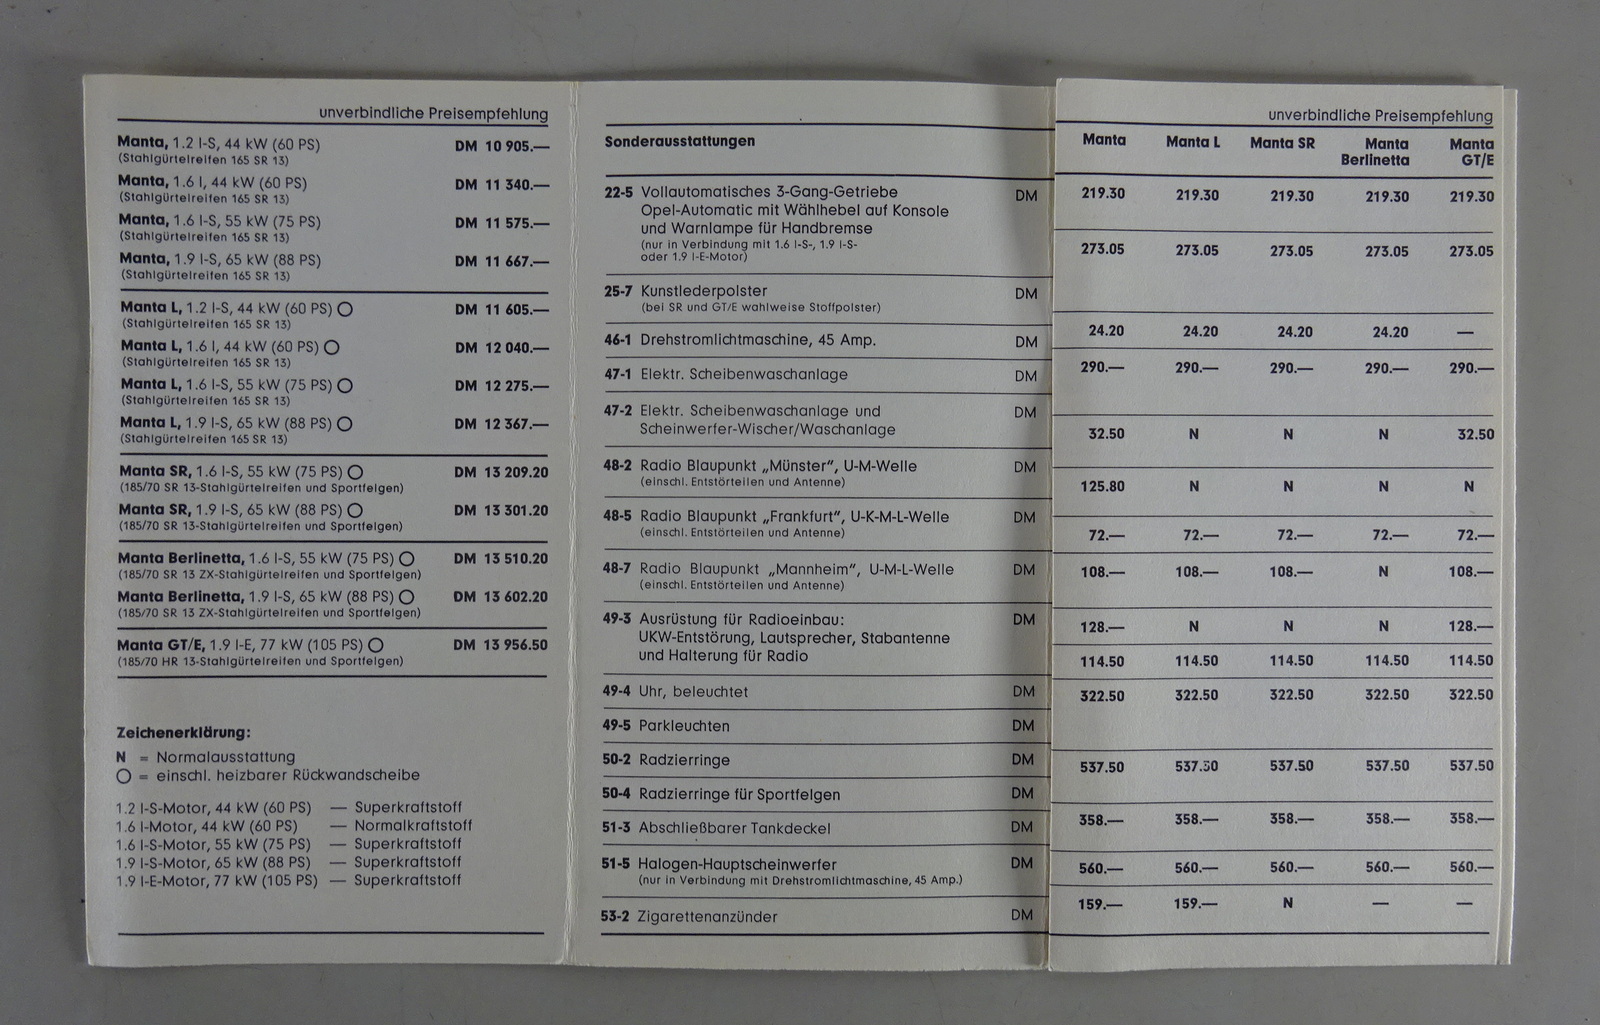 unverbindliche Preisempfehlung
Manta, 1.2 l-S, 44 kW (60 PS) DM 10 905.—
(Stahlgürtelreifen 165 SR 13)
Manta, 1.6 l, 44 kW (60 PS) DM 11 340.—
(Stahlgürtelreifen 165 SR 13)
Manta, 1.6 l-S, 55 kW (75 PS) DM 11 575.—
(Stahlgürtelreifen 165 SR 13)
Manta, 1.9 l-S, 65 kW (88 PS) DM 11 667.—
(Stahlgürtelreifen 165 SR 13)
Manta L, 1.2 l-S, 44 kW (60 PS) ○ DM 11 605.—
(Stahlgürtelreifen 165 SR 13)
Manta L, 1.6 l, 44 kW (60 PS) ○ DM 12 040.—
(Stahlgürtelreifen 165 SR 13)
Manta L, 1.6 l-S, 55 kW (75 PS) ○ DM 12 275.—
(Stahlgürtelreifen 165 SR 13)
Manta L, 1.9 l-S, 65 kW (88 PS) ○ DM 12 367.—
(Stahlgürtelreifen 165 SR 13)
Manta SR, 1.6 l-S, 55 kW (75 PS) ○ DM 13 209.20
(185/70 SR 13-Stahlgürtelreifen und Sportfelgen)
Manta SR, 1.9 l-S, 65 kW (88 PS) ○ DM 13 301.20
(185/70 SR 13-Stahlgürtelreifen und Sportfelgen)
Manta Berlinetta, 1.6 l-S, 55 kW (75 PS) ○ DM 13 510.20
(185/70 SR 13 ZX-Stahlgürtelreifen und Sportfelgen)
Manta Berlinetta, 1.9 l-S, 65 kW (88 PS) ○ DM 13 602.20
(185/70 SR 13 ZX-Stahlgürtelreifen und Sportfelgen)
Manta GT/E, 1.9 l-E, 77 kW (105 PS) ○ DM 13 956.50
(185/70 HR 13-Stahlgürtelreifen und Sportfelgen)
Zeichenerklärung:
N = Normalausstattung
○ = einschl. heizbarer Rückwandscheibe
1.2 l-S-Motor, 44 kW (60 PS) — Superkraftstoff
1.6 l-Motor, 44 kW (60 PS) — Normalkraftstoff
1.6 l-S-Motor, 55 kW (75 PS) — Superkraftstoff
1.9 l-S-Motor, 65 kW (88 PS) — Superkraftstoff
1.9 l-E-Motor, 77 kW (105 PS) — Superkraftstoff
Sonderausstattungen
22-5 Vollautomatisches 3-Gang-Getriebe DM
Opel-Automatic mit Wählhebel auf Konsole
und Warnlampe für Handbremse
(nur in Verbindung mit 1.6 l-S-, 1.9 l-S-
oder 1.9 l-E-Motor)
25-7 Kunstlederpolster DM
(bei SR und GT/E wahlweise Stoffpolster)
46-1 Drehstromlichtmaschine, 45 Amp. DM
47-1 Elektr. Scheibenwaschanlage DM
47-2 Elektr. Scheibenwaschanlage und DM
Scheinwerfer-Wischer/Waschanlage
48-2 Radio Blaupunkt „Münster“, U-M-Welle DM
(einschl. Entstörteilen und Antenne)
48-5 Radio Blaupunkt „Frankfurt“, U-K-M-L-Welle DM
(einschl. Entstörteilen und Antenne)
48-7 Radio Blaupunkt „Mannheim“, U-M-L-Welle DM
(einschl. Entstörteilen und Antenne)
49-3 Ausrüstung für Radioeinbau: DM
UKW-Entstörung, Lautsprecher, Stabantenne
und Halterung für Radio
49-4 Uhr, beleuchtet DM
49-5 Parkleuchten DM
50-2 Radzierringe DM
50-4 Radzierringe für Sportfelgen DM
51-3 Abschließbarer Tankdeckel DM
51-5 Halogen-Hauptscheinwerfer DM
(nur in Verbindung mit Drehstromlichtmaschine, 45 Amp.)
53-2 Zigarettenanzünder DM
unverbindliche Preisempfehlung
Manta Manta L Manta SR Manta Manta
Berlinetta GT/E
219.30 219.30 219.30 219.30 219.30
273.05 273.05 273.05 273.05 273.05
24.20 24.20 24.20 24.20 —
290.— 290.— 290.— 290.— 290.—
32.50 N N N 32.50
125.80 N N N N
72.— 72.— 72.— 72.— 72.—
108.— 108.— 108.— N 108.—
128.— N N N 128.—
114.50 114.50 114.50 114.50 114.50
322.50 322.50 322.50 322.50 322.50
537.50 537.50 537.50 537.50 537.50
358.— 358.— 358.— 358.— 358.—
560.— 560.— 560.— 560.— 560.—
159.— 159.— N — —